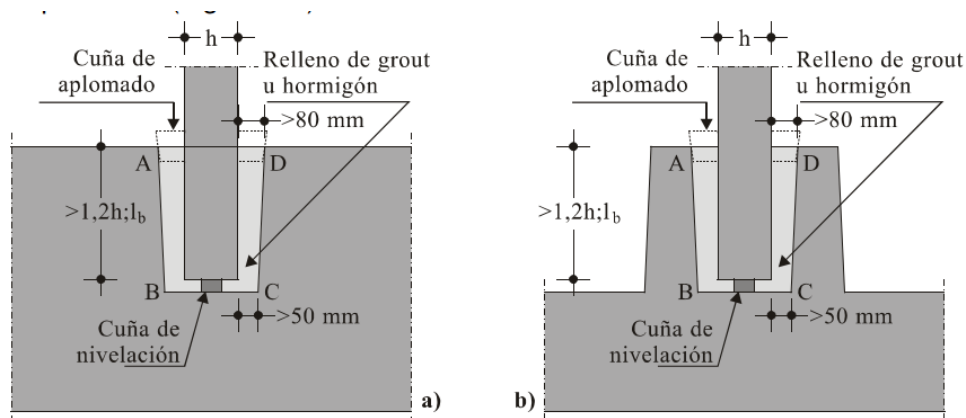 h
Cuña de
aplomado
Relleno de grout
u hormigón
>80 mm
A
D
>1,2h;l_b
B
C
>50 mm
Cuña de
nivelación
a)
h
Cuña de
aplomado
Relleno de grout
u hormigón
>80 mm
A
D
>1,2h;l_b
B
C
>50 mm
Cuña de
nivelación
b)